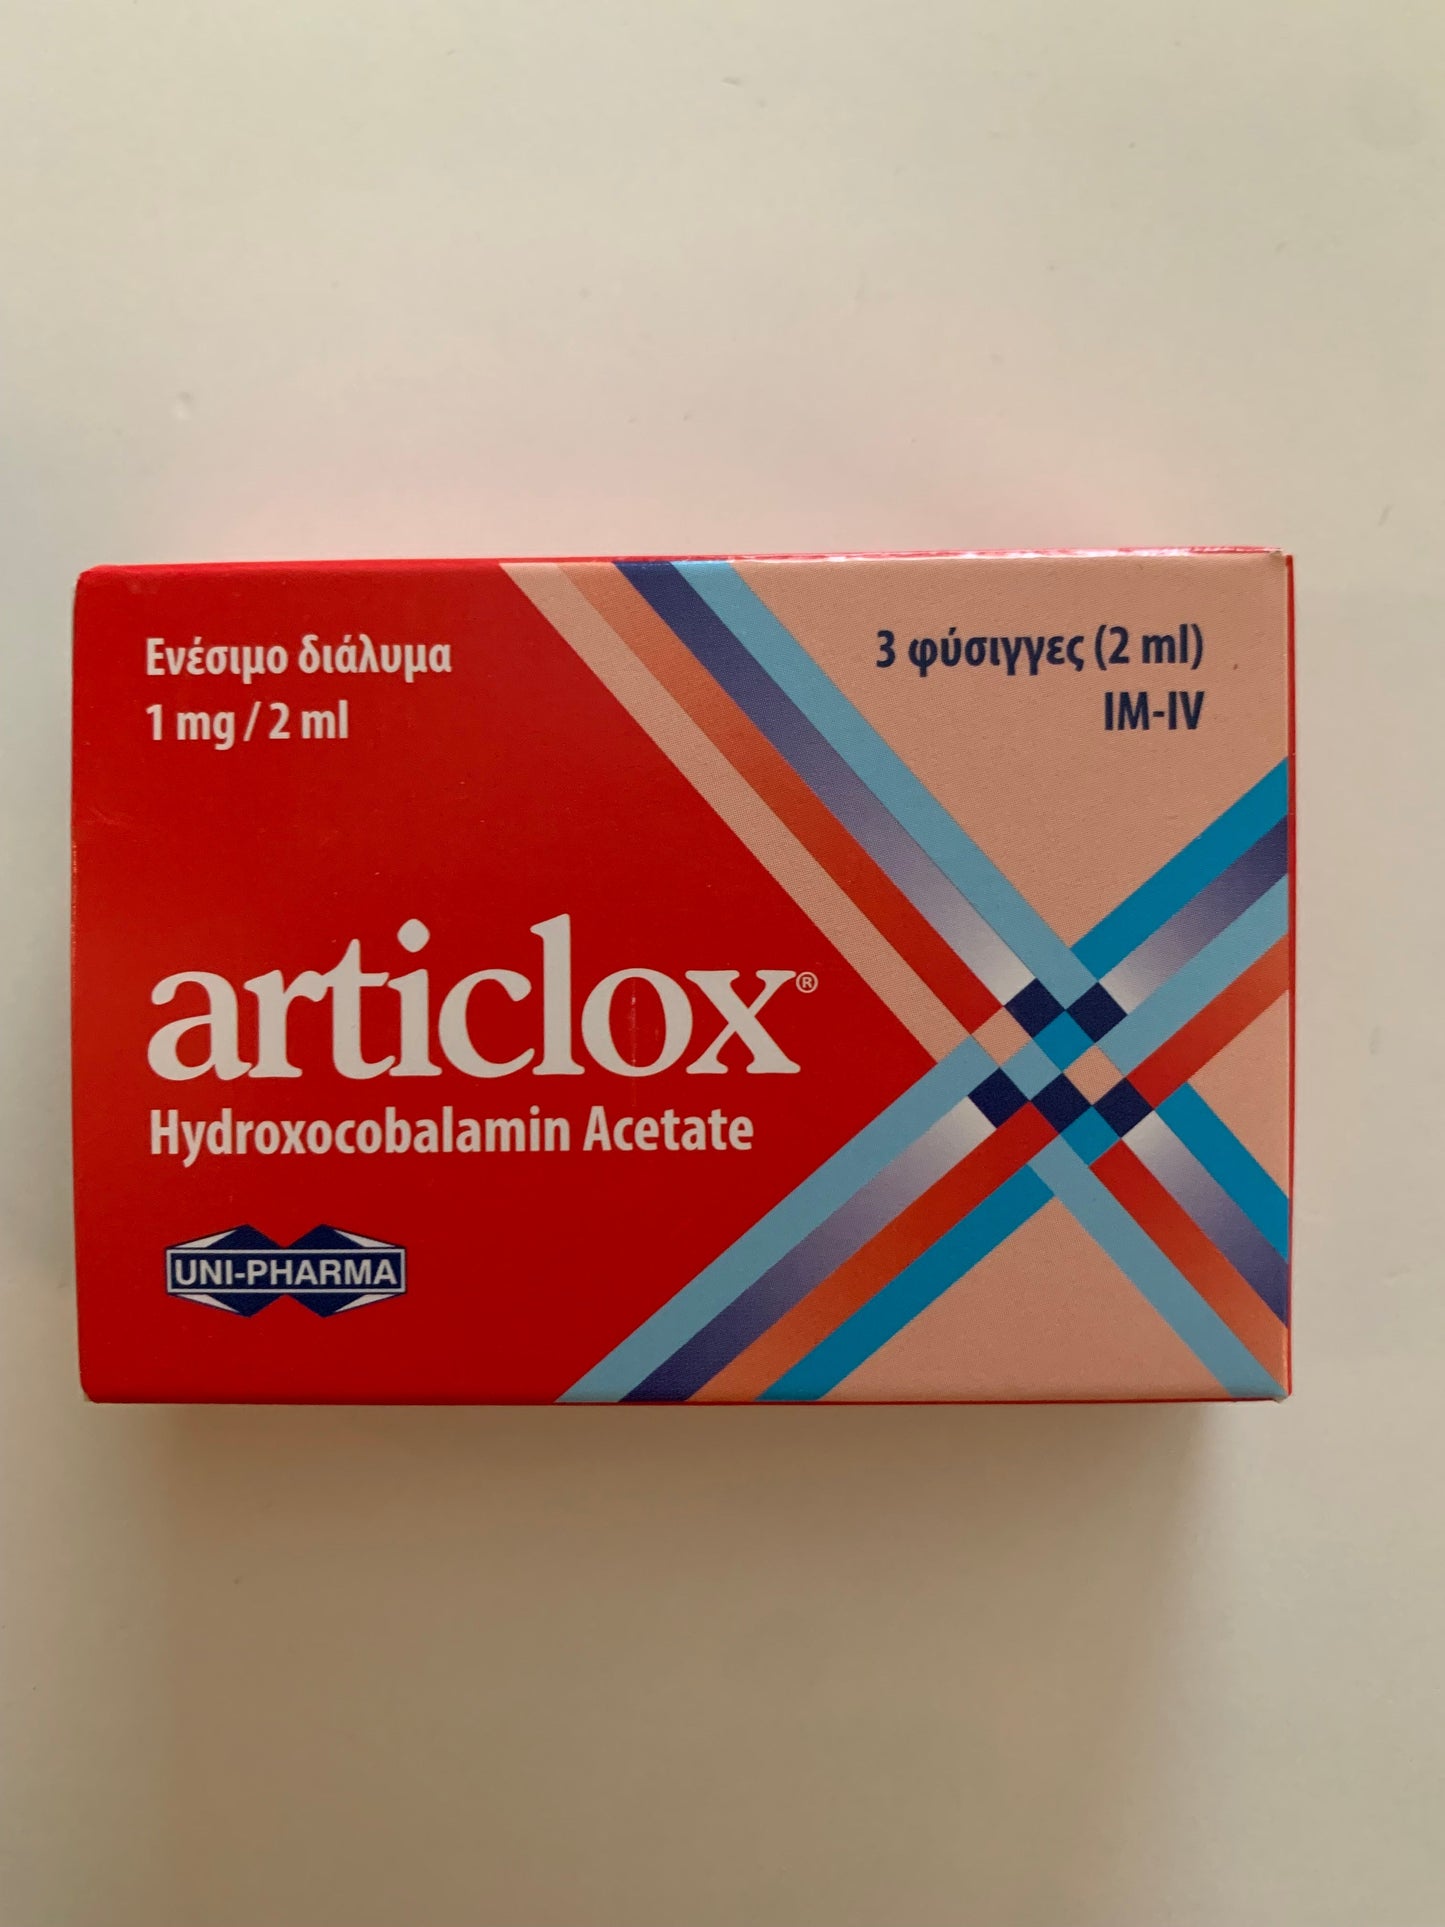 Ενέσιμο διάλυμα
1 mg / 2 ml
3 φύσιγγες (2 ml)
IM-IV
articlox®
Hydroxocobalamin Acetate
UNI-PHARMA